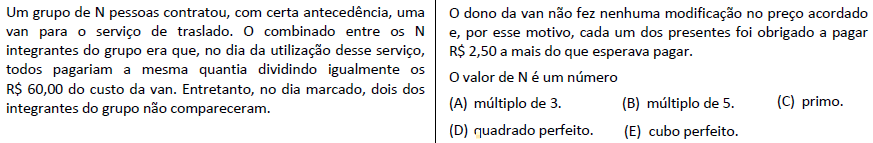 Um grupo de N pessoas contratou, com certa antecedência, uma
van para o serviço de traslado. O combinado entre os N
integrantes do grupo era que, no dia da utilização desse serviço,
todos pagariam a mesma quantia dividindo igualmente os
R$ 60,00 do custo da van. Entretanto, no dia marcado, dois dos
integrantes do grupo não compareceram.
O dono da van não fez nenhuma modificação no preço acordado
e, por esse motivo, cada um dos presentes foi obrigado a pagar
R$ 2,50 a mais do que esperava pagar.
O valor de N é um número
(A) múltiplo de 3. (B) múltiplo de 5. (C) primo.
(D) quadrado perfeito. (E) cubo perfeito.